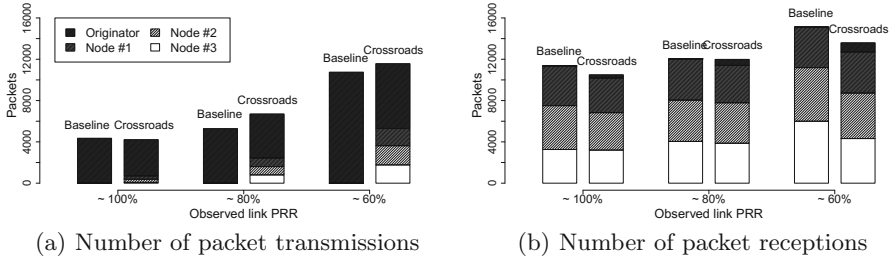 Packets
0 4000 8000 12000 16000
Originator
Node #1
Node #2
Node #3
Baseline
Crossroads
Baseline
Crossroads
Baseline
Crossroads
~ 100% ~ 80% ~ 60%
Observed link PRR
(a) Number of packet transmissions
Packets
0 4000 8000 12000 16000
Baseline
Crossroads
Baseline
Crossroads
Baseline
Crossroads
~ 100% ~ 80% ~ 60%
Observed link PRR
(b) Number of packet receptions